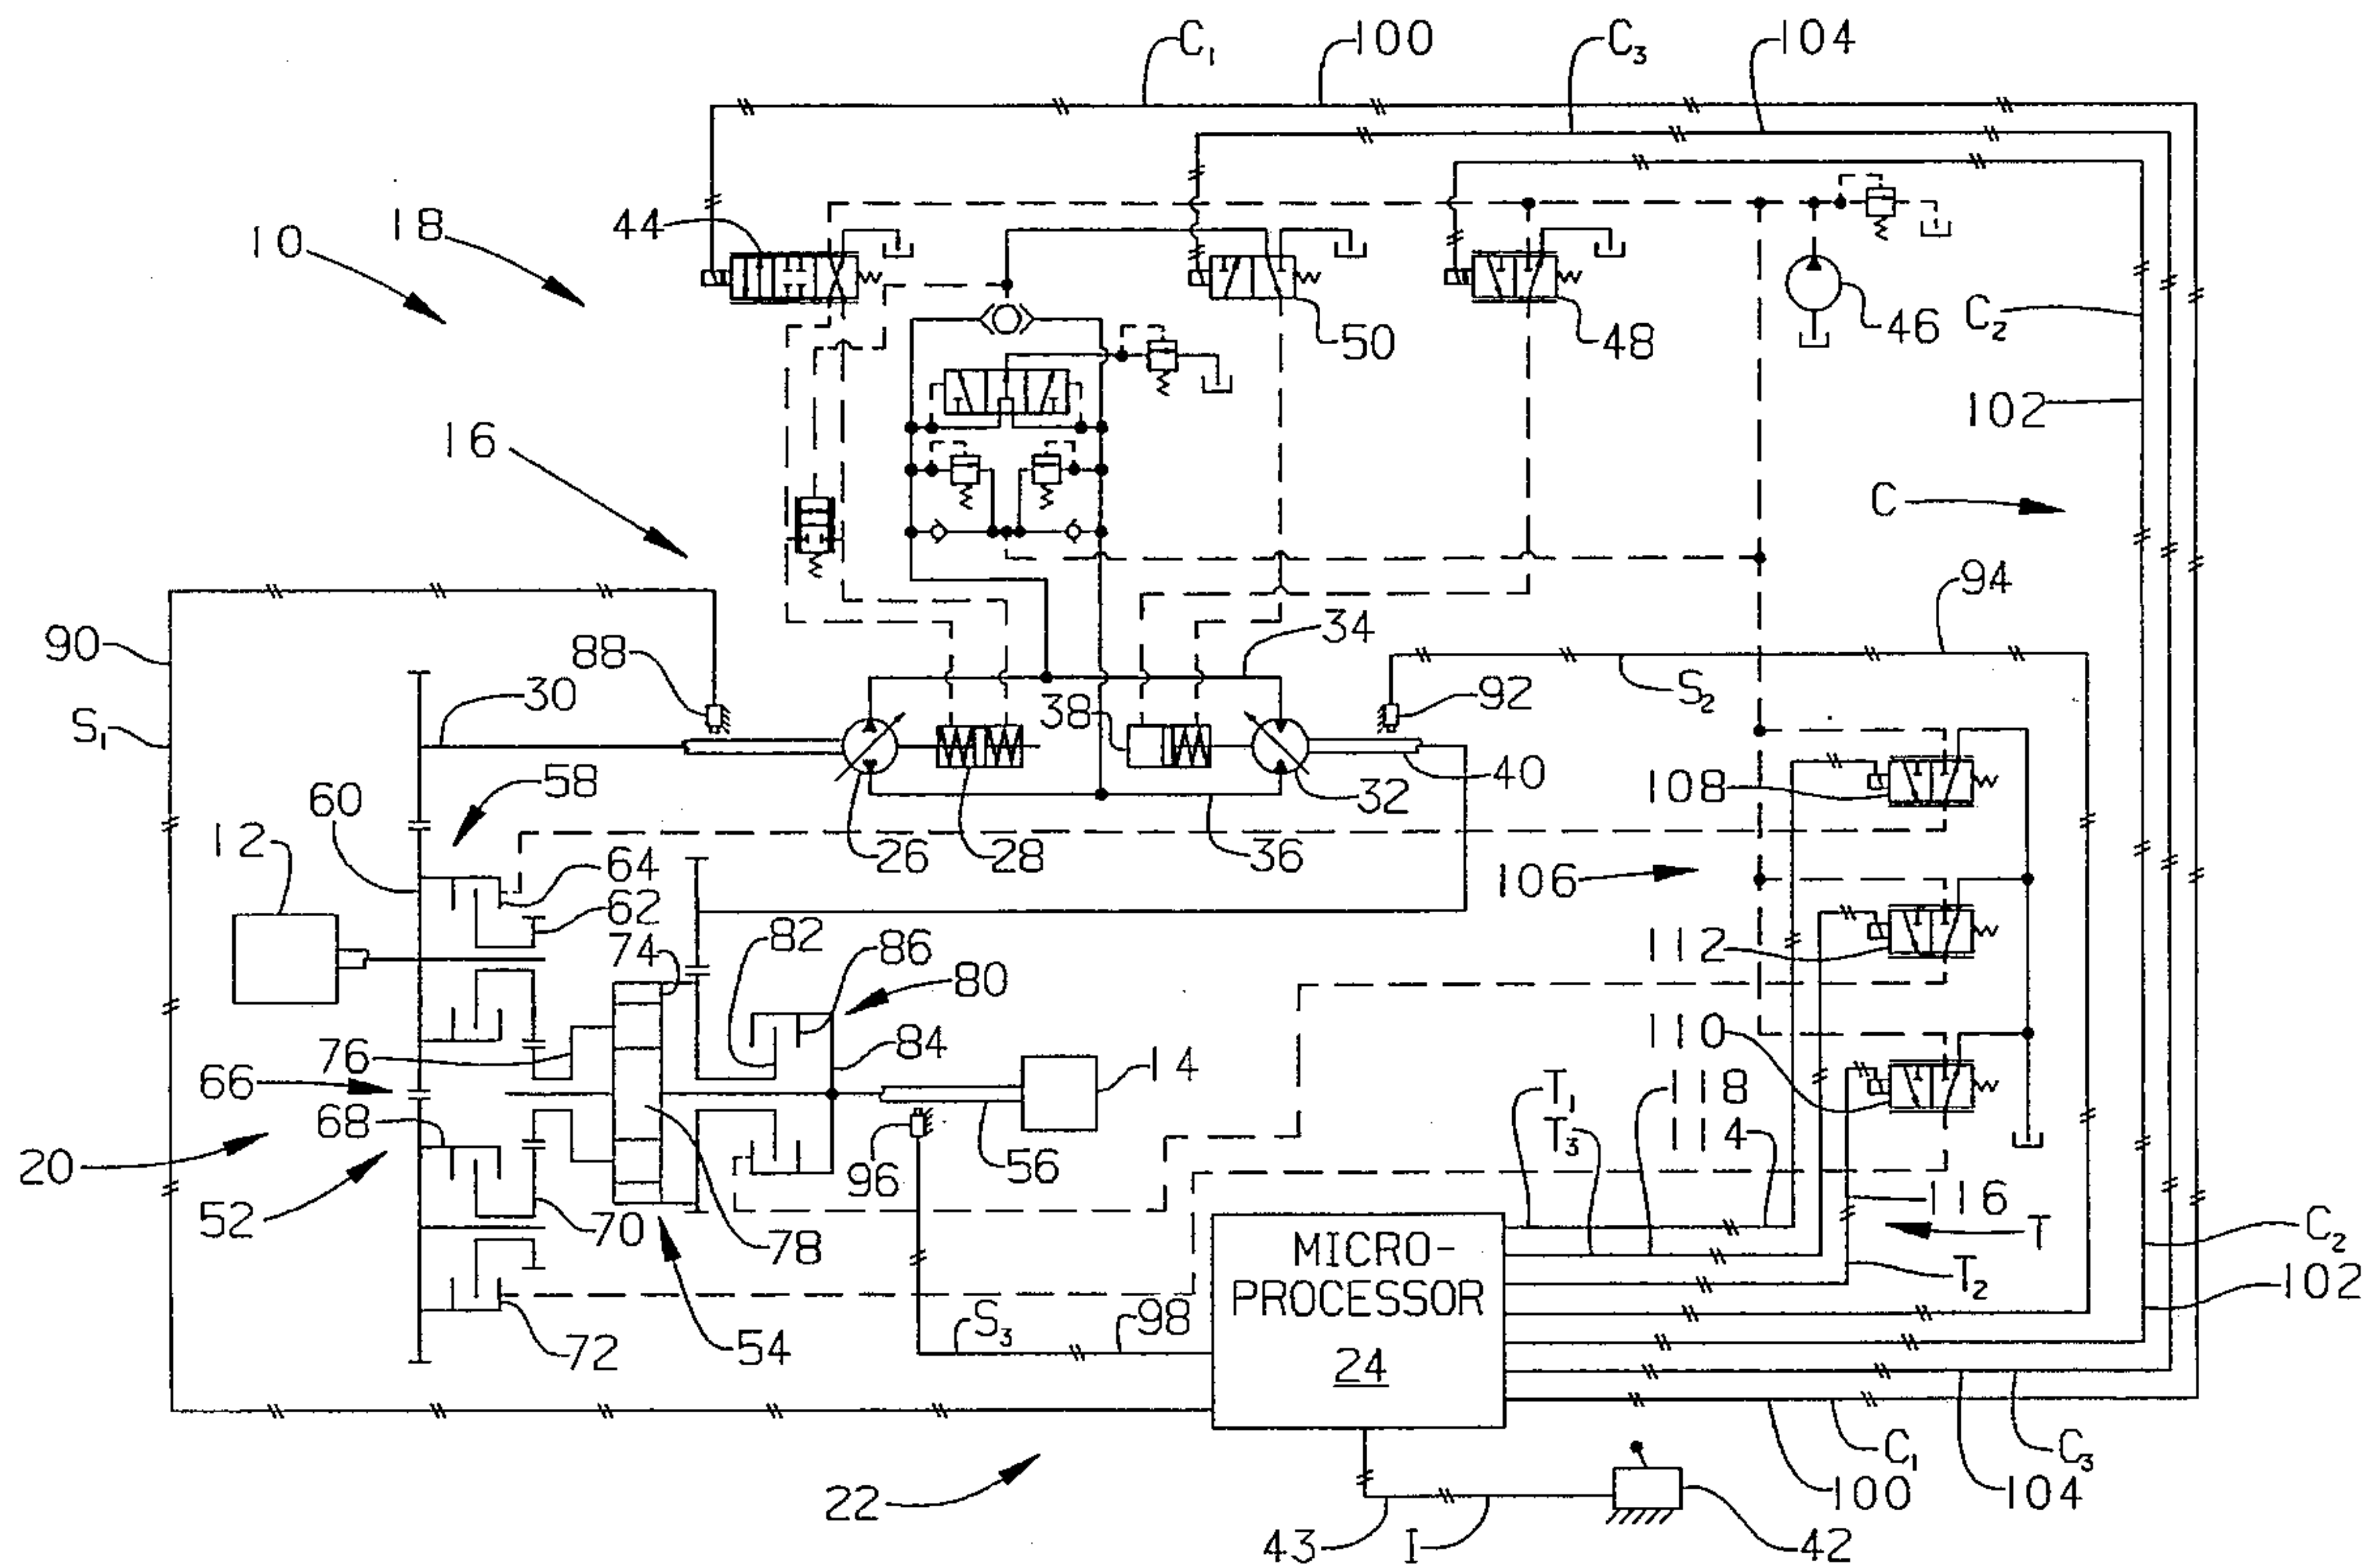 C₁ 100 C₃ 104
10 18 44
50 48 46 C₂
102
16 C
90 88 30 34 94
S₁ 38 92 S₂
58 40 108
60 32
12 26 28 36 106
64
62
74 82 86 80 112
76 84 110
66 14
68 T₁ 118
20 96 56 T₃ 114
52 70 78 116 T
C₂
MICRO-
PROCESSOR
24
T₂ 102
72 54 S₃ 98
22 C₁ C₃
100 104
43 I 42